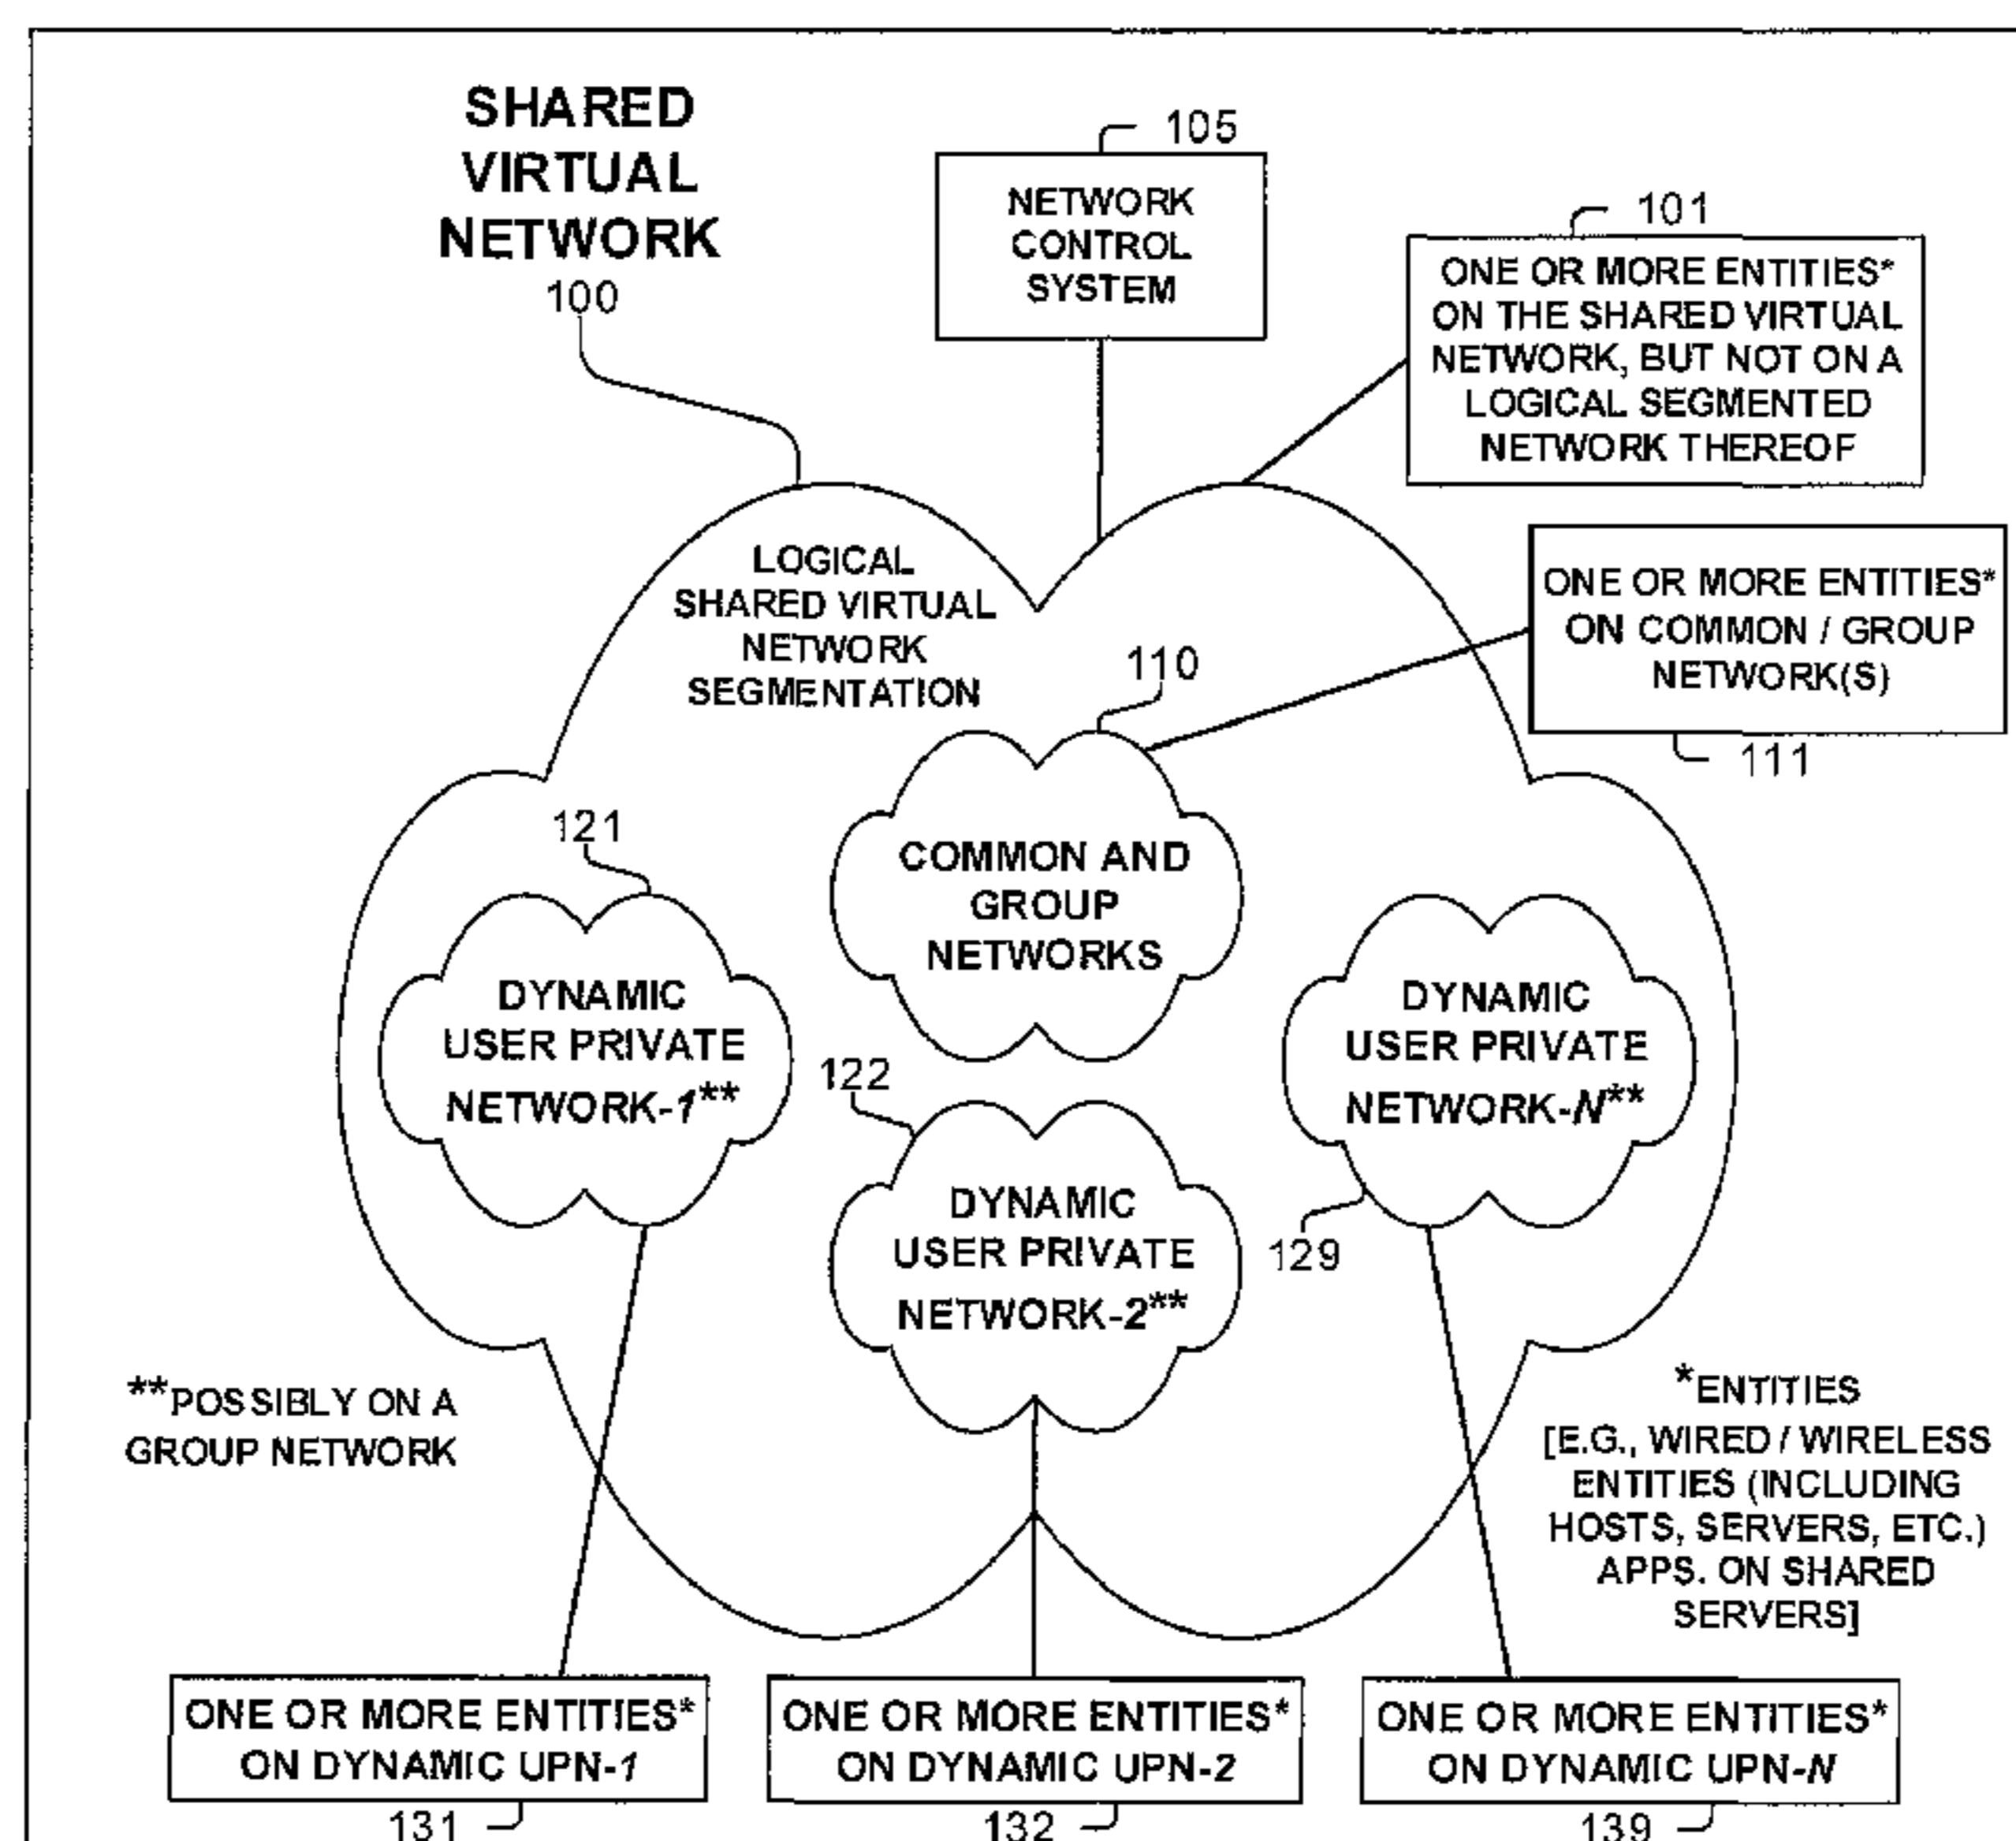 SHARED
VIRTUAL
NETWORK
100
105
NETWORK
CONTROL
SYSTEM
101
ONE OR MORE ENTITIES*
ON THE SHARED VIRTUAL
NETWORK, BUT NOT ON A
LOGICAL SEGMENTED
NETWORK THEREOF
LOGICAL
SHARED VIRTUAL
NETWORK
SEGMENTATION
ONE OR MORE ENTITIES*
ON COMMON / GROUP
NETWORK(S)
111
110
COMMON AND
GROUP
NETWORKS
121
DYNAMIC
USER PRIVATE
NETWORK-1**
122
DYNAMIC
USER PRIVATE
NETWORK-2**
DYNAMIC
USER PRIVATE
NETWORK-N**
129
**POSSIBLY ON A
GROUP NETWORK
*ENTITIES
[E.G., WIRED / WIRELESS
ENTITIES (INCLUDING
HOSTS, SERVERS, ETC.)
APPS. ON SHARED
SERVERS]
ONE OR MORE ENTITIES*
ON DYNAMIC UPN-1
131
ONE OR MORE ENTITIES*
ON DYNAMIC UPN-2
132
ONE OR MORE ENTITIES*
ON DYNAMIC UPN-N
139